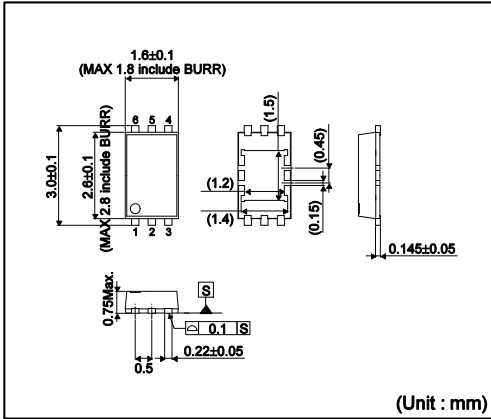 1.6±0.1
(MAX 1.8 include BURR)
6 5 4
3.0±0.1
2.6±0.1
(MAX 2.8 include BURR)
1 2 3
(1.5)
(0.45)
(1.2)
(1.4)
(0.15)
0.145±0.05
0.75Max.
S
0.1 S
0.22±0.05
0.5
(Unit : mm)